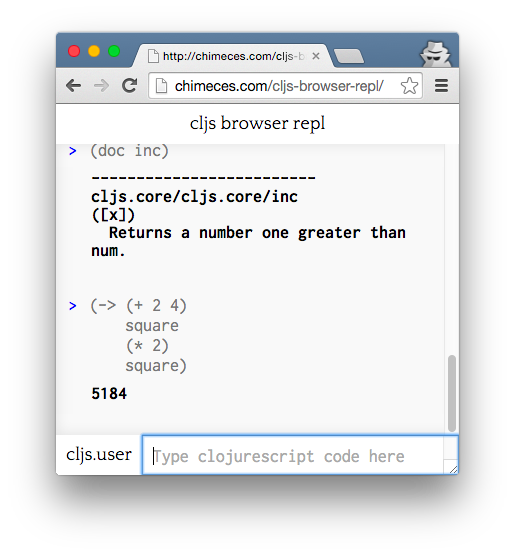 http://chimeces.com/cljs-b
chimeces.com/cljs-browser-repl/
cljs browser repl
> (doc inc)
-------------------------
cljs.core/cljs.core/inc
([x])
Returns a number one greater than
num.
> (-> (+ 2 4)
square
(* 2)
square)
5184
cljs.user
Type clojurescript code here